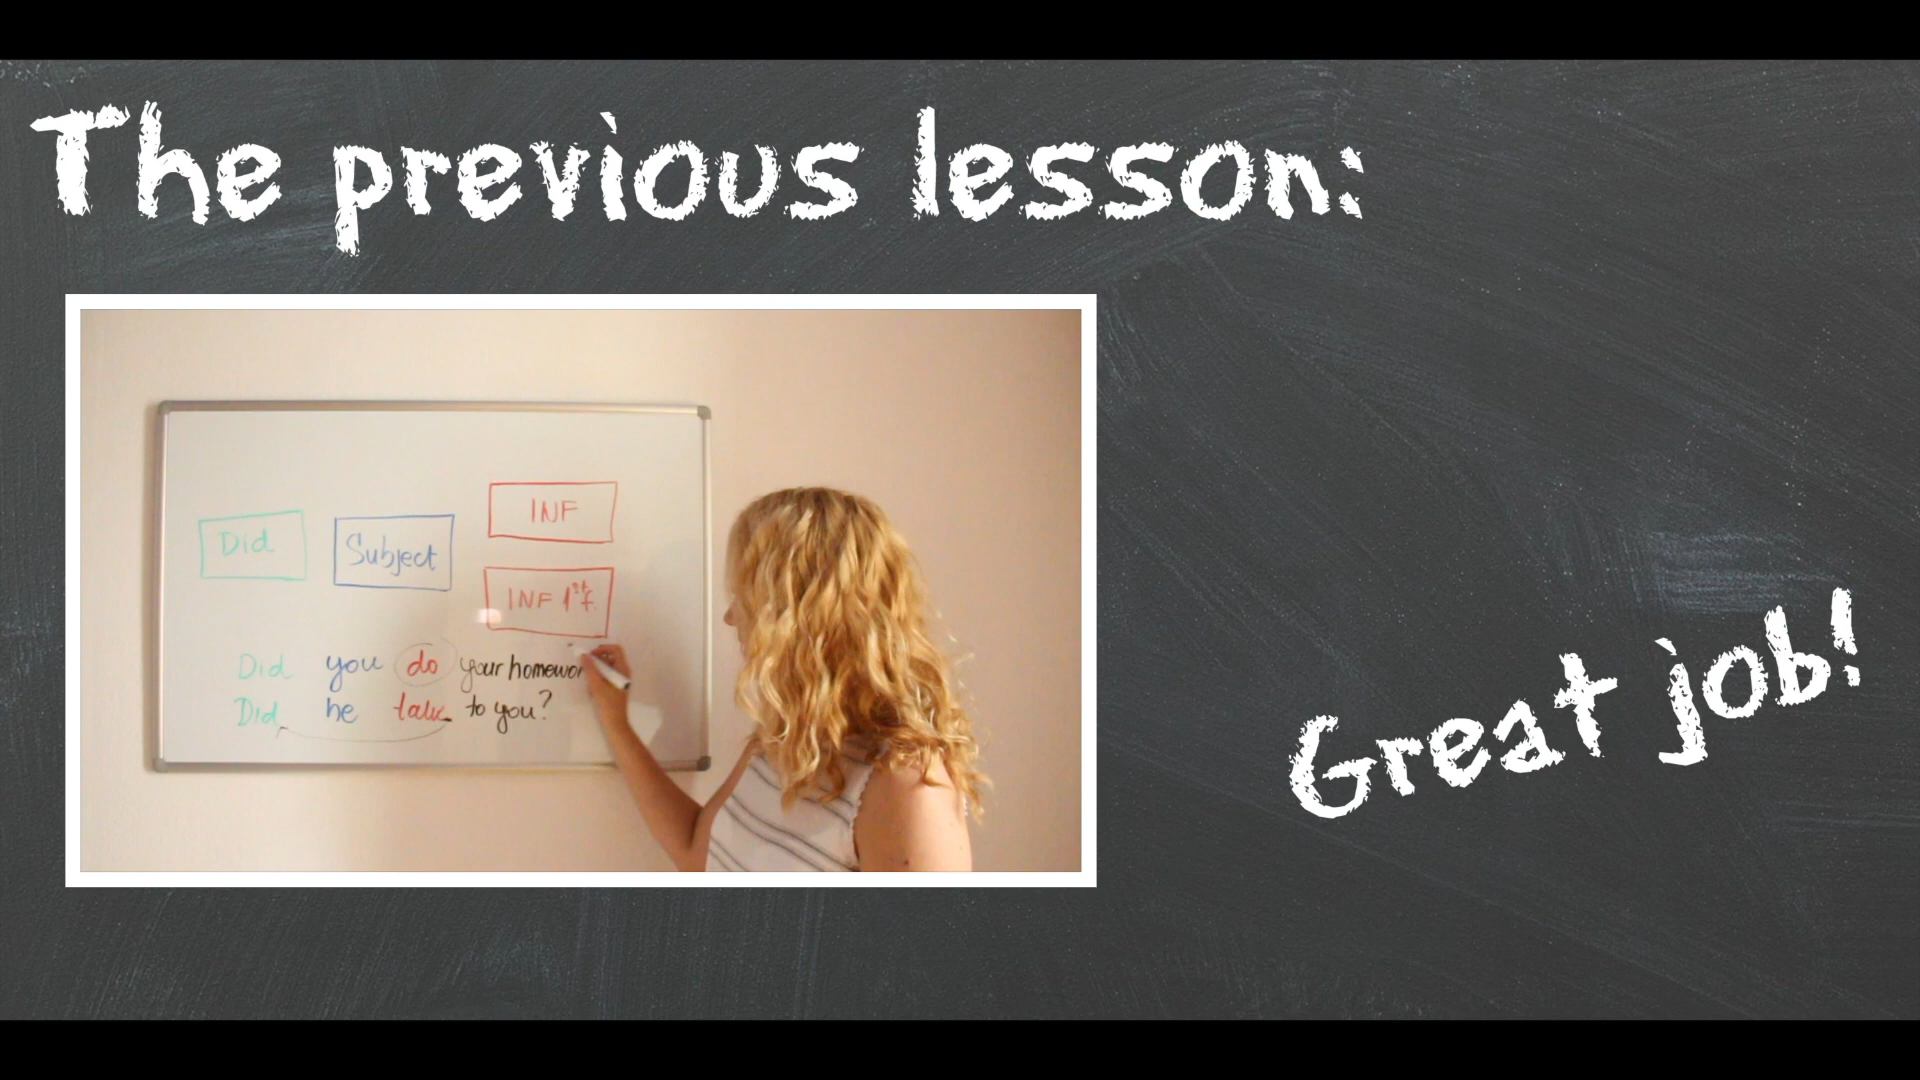 The previous lesson:
INF
Did
Subject
INF 1st f.
Did you do your homewor
Did he talk to you?
Great job!